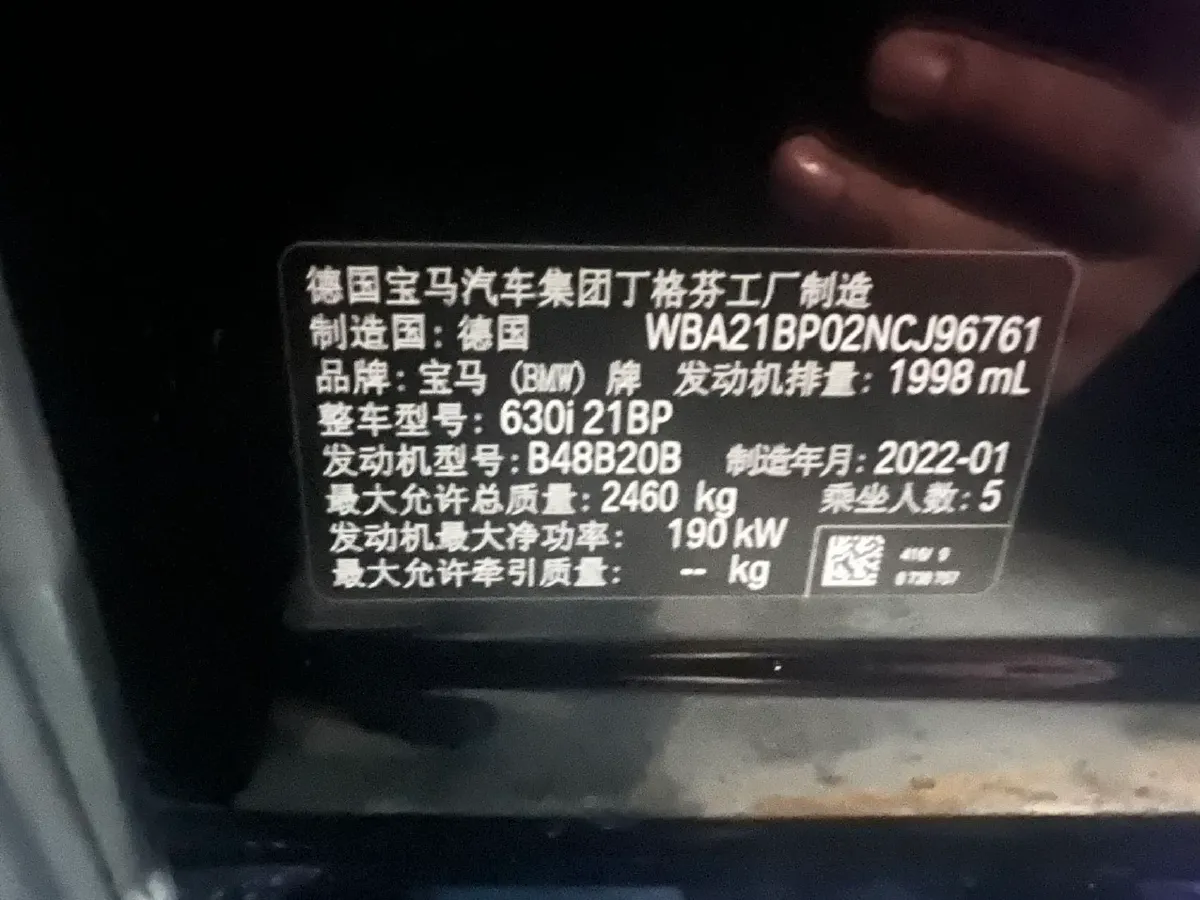 德国宝马汽车集团丁格芬工厂制造
制造国：德国 WBA21BP02NCJ96761
品牌：宝马（BMW）牌 发动机排量：1998 mL
整车型号：630i 21BP
发动机型号：B48B20B 制造年月：2022-01
最大允许总质量：2460 kg 乘坐人数：5
发动机最大净功率： 190 kW
最大允许牵引质量： -- kg